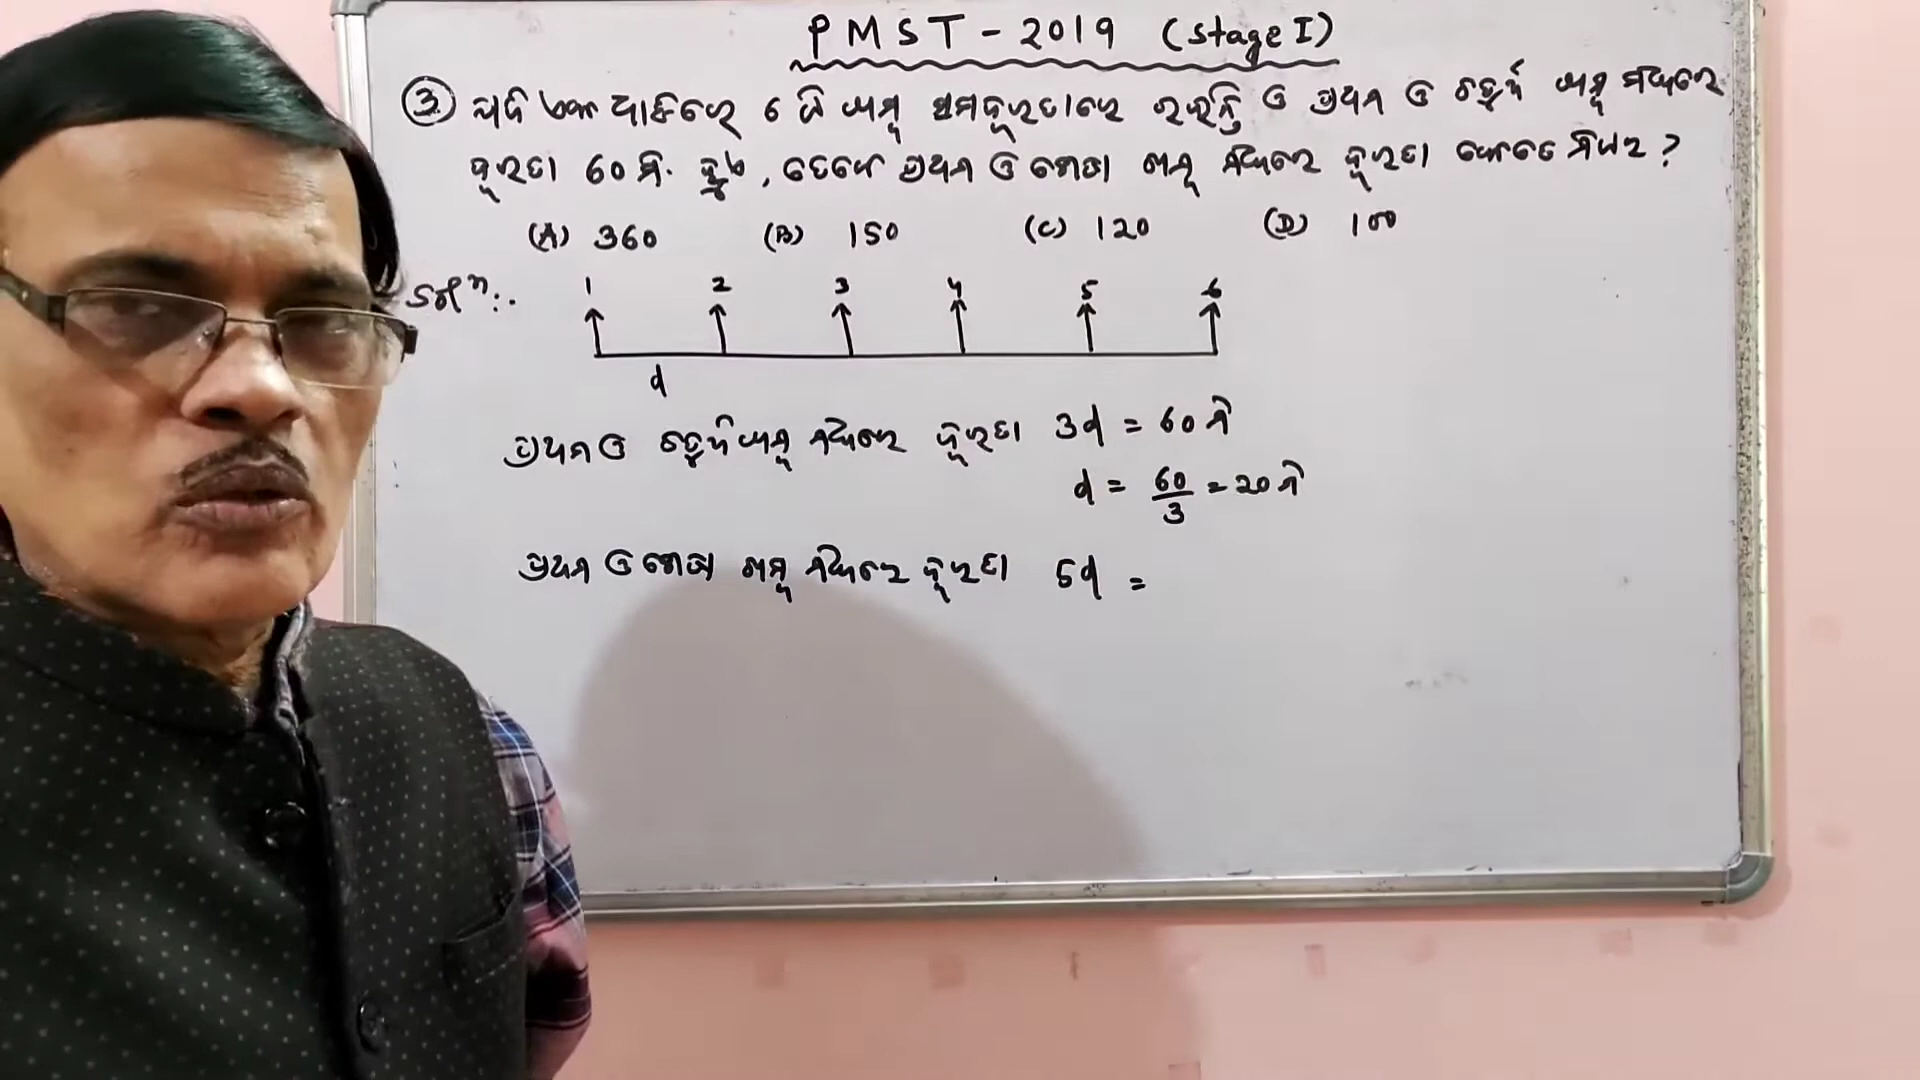 PMST - 2019 (Stage I)
③ ଯଦି ଏକ ଧାଡିରେ 6 ଟି ଖମ୍ବ ସମଦୂରତାରେ ରହନ୍ତି ଓ ପ୍ରଥମ ଓ ଚତୁର୍ଥ ଖମ୍ବ ମଧ୍ୟରେ
ଦୂରତା 60 ମି. ହୁଏ, ତେବେ ପ୍ରଥମ ଓ ଶେଷ ଖମ୍ବ ମଧ୍ୟରେ ଦୂରତା କେତେ ମିଟର ?
(A) 360 (B) 150 (C) 120 (D) 100
Solⁿ:.
1 2 3 4 5 6
d
ପ୍ରଥମ ଓ ଚତୁର୍ଥ ଖମ୍ବ ମଧ୍ୟରେ ଦୂରତା 3d = 60 ମି
d = 60/3 = 20 ମି
ପ୍ରଥମ ଓ ଶେଷ ଖମ୍ବ ମଧ୍ୟରେ ଦୂରତା 5d =